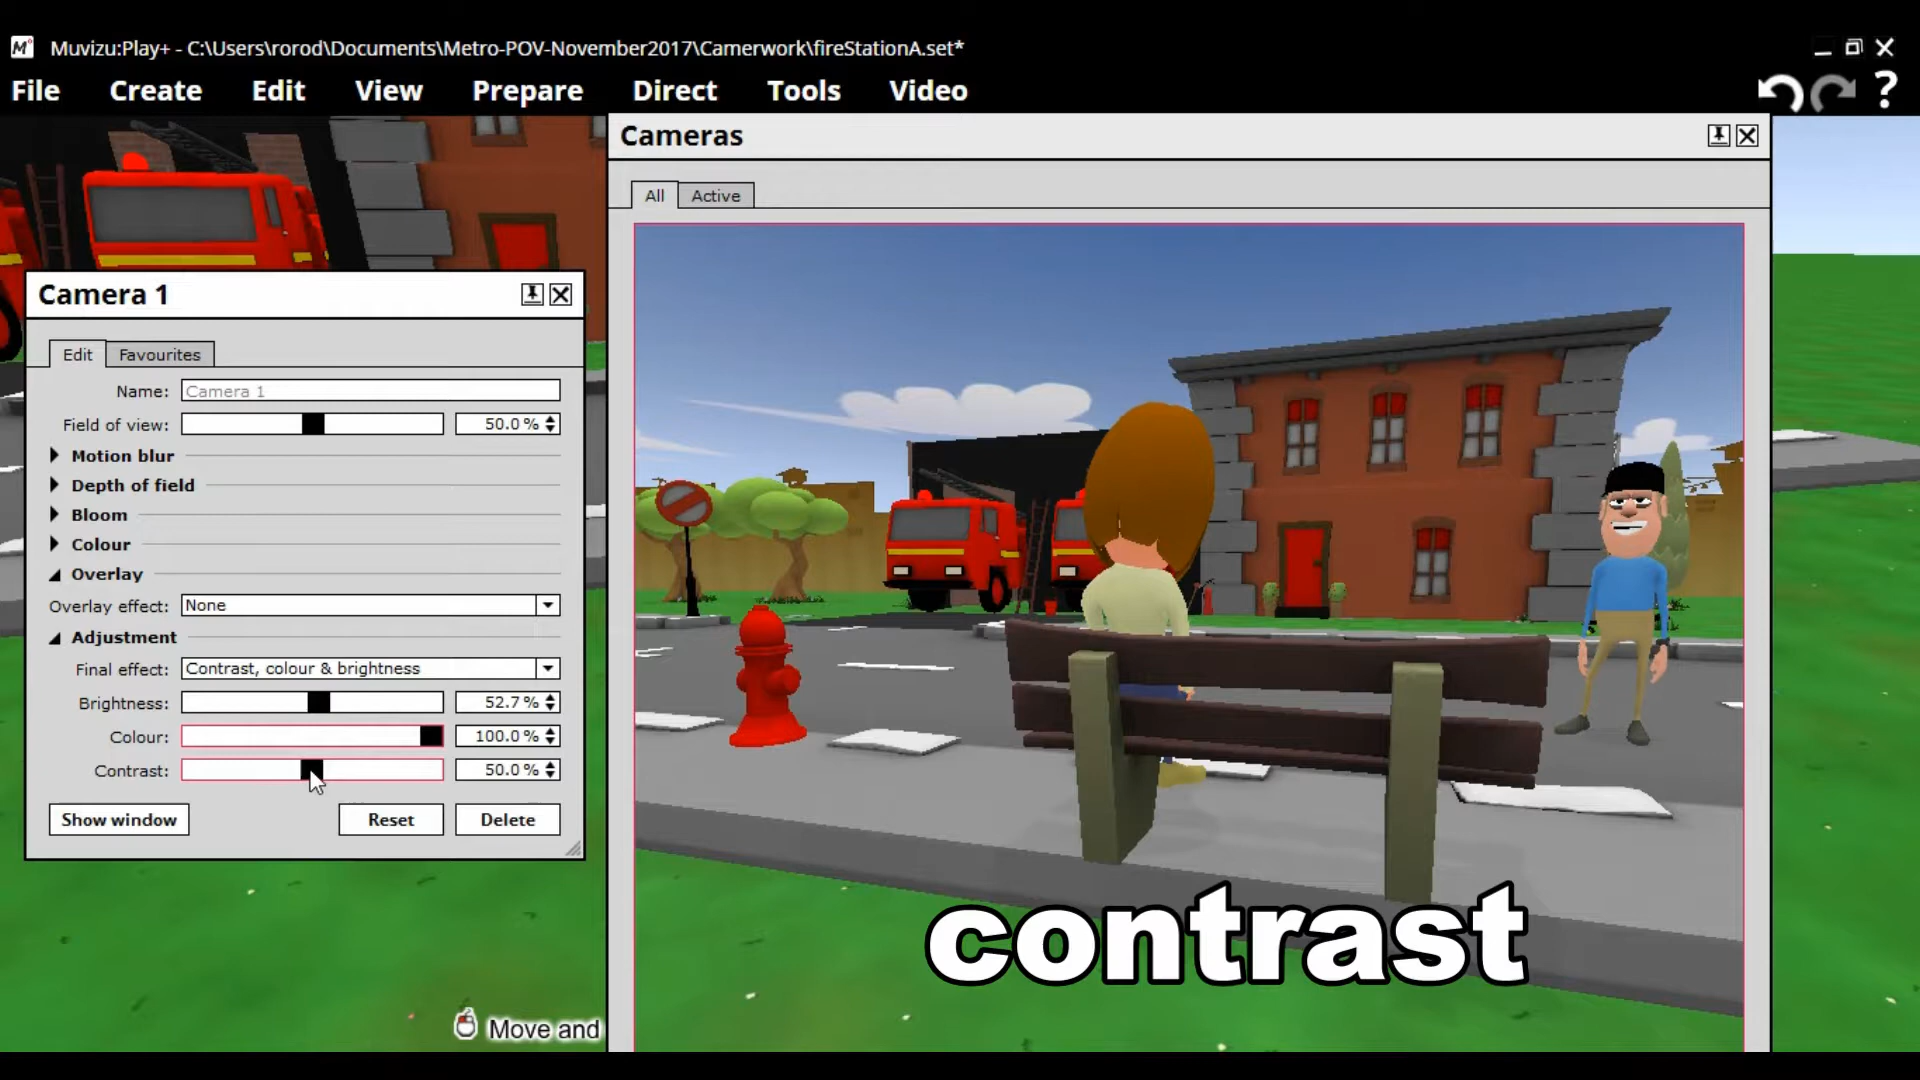 Muvizu:Play+ - C:\Users\rorod\Documents\Metro-POV-November2017\Camerwork\fireStationA.set*
File Create Edit View Prepare Direct Tools Video ?
Cameras
All Active
Camera 1
Edit Favourites
Name: Camera 1
Field of view: 50.0 %
Motion blur
Depth of field
Bloom
Colour
Overlay
Overlay effect: None
Adjustment
Final effect: Contrast, colour & brightness
Brightness: 52.7 %
Colour: 100.0 %
Contrast: 50.0 %
Show window Reset Delete
contrast
Move and